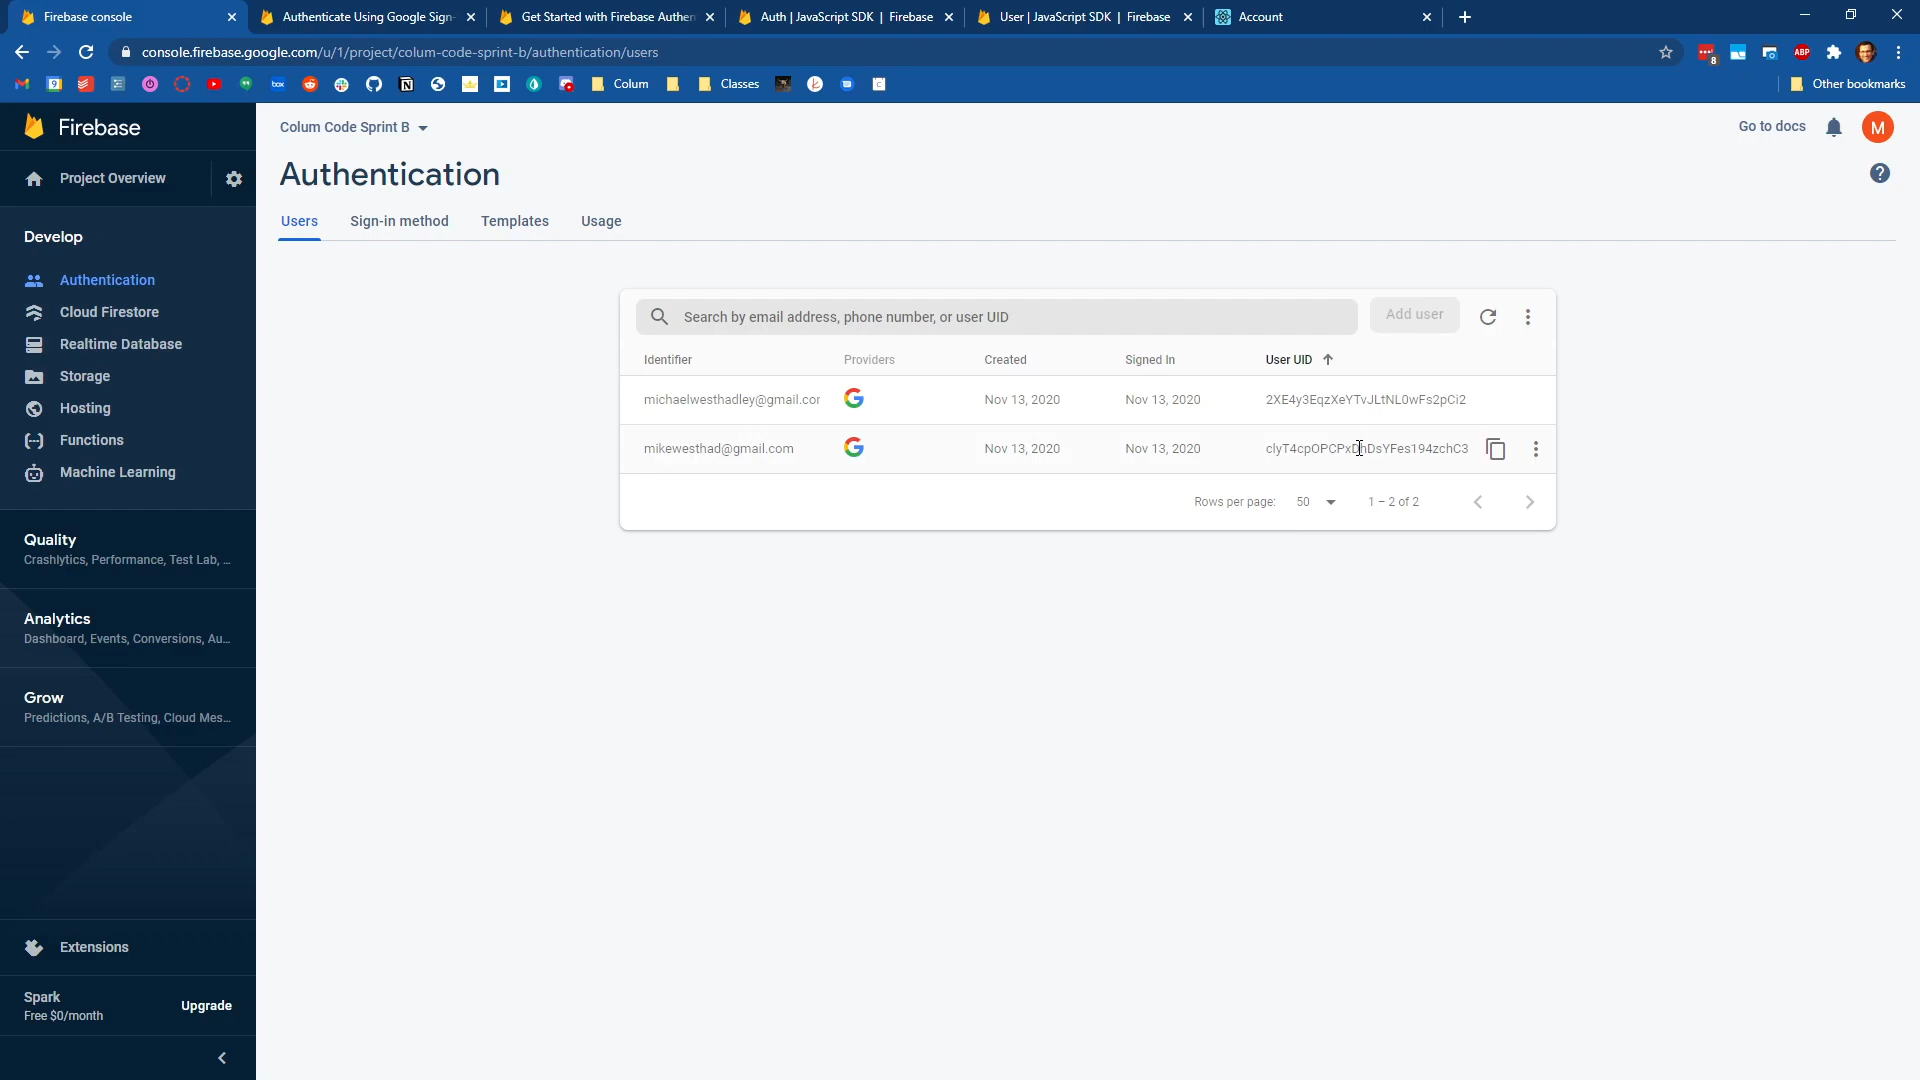 Firebase console
Authenticate Using Google Sign-
Get Started with Firebase Authen
Auth | JavaScript SDK | Firebase
User | JavaScript SDK | Firebase
Account
console.firebase.google.com/u/1/project/colum-code-sprint-b/authentication/users
8
ABP
9
box
Colum
Classes
Other bookmarks
Firebase
Colum Code Sprint B
Go to docs
M
Project Overview
Authentication
?
Users
Sign-in method
Templates
Usage
Develop
Authentication
Cloud Firestore
Realtime Database
Storage
Hosting
Functions
Machine Learning
Search by email address, phone number, or user UID
Add user
Identifier
Providers
Created
Signed In
User UID
michaelwesthadley@gmail.cor
Nov 13, 2020
Nov 13, 2020
2XE4y3EqzXeYTvJLtNL0wFs2pCi2
mikewesthad@gmail.com
Nov 13, 2020
Nov 13, 2020
clyT4cpOPCPxDhDsYFes194zchC3
Rows per page:
50
1 – 2 of 2
Quality
Crashlytics, Performance, Test Lab, ...
Analytics
Dashboard, Events, Conversions, Au...
Grow
Predictions, A/B Testing, Cloud Mes...
Extensions
Spark
Free $0/month
Upgrade